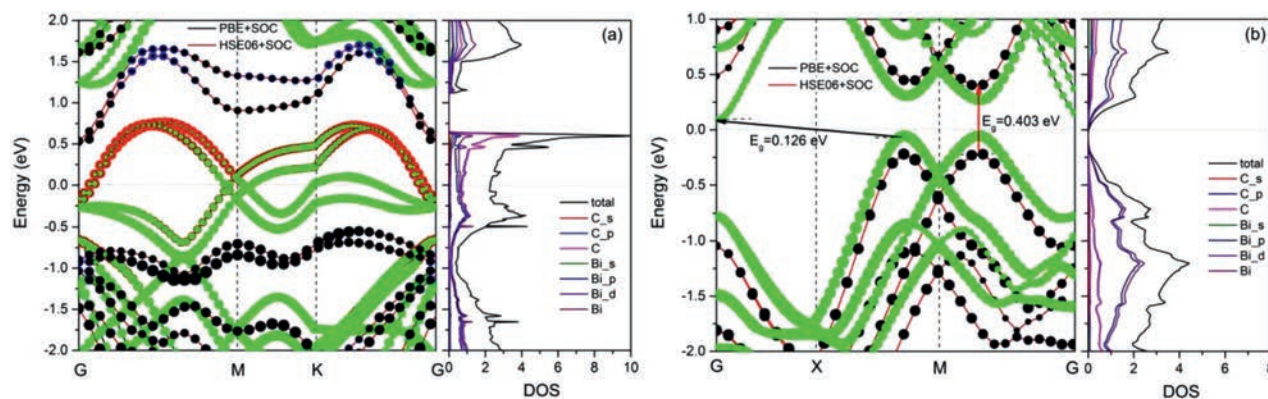 PBE+SOC
HSE06+SOC
(a)
2.0
1.5
1.0
0.5
0.0
-0.5
-1.0
-1.5
-2.0
Energy (eV)
G
M
K
G
total
C_s
C_p
C
Bi_s
Bi_p
Bi_d
Bi
0
2
4
6
8
10
DOS
PBE+SOC
HSE06+SOC
(b)
1.0
0.5
0.0
-0.5
-1.0
-1.5
-2.0
Energy (eV)
Eg=0.126 eV
Eg=0.403 eV
G
X
M
G
total
C_s
C_p
C
Bi_s
Bi_p
Bi_d
Bi
0
2
4
6
8
DOS